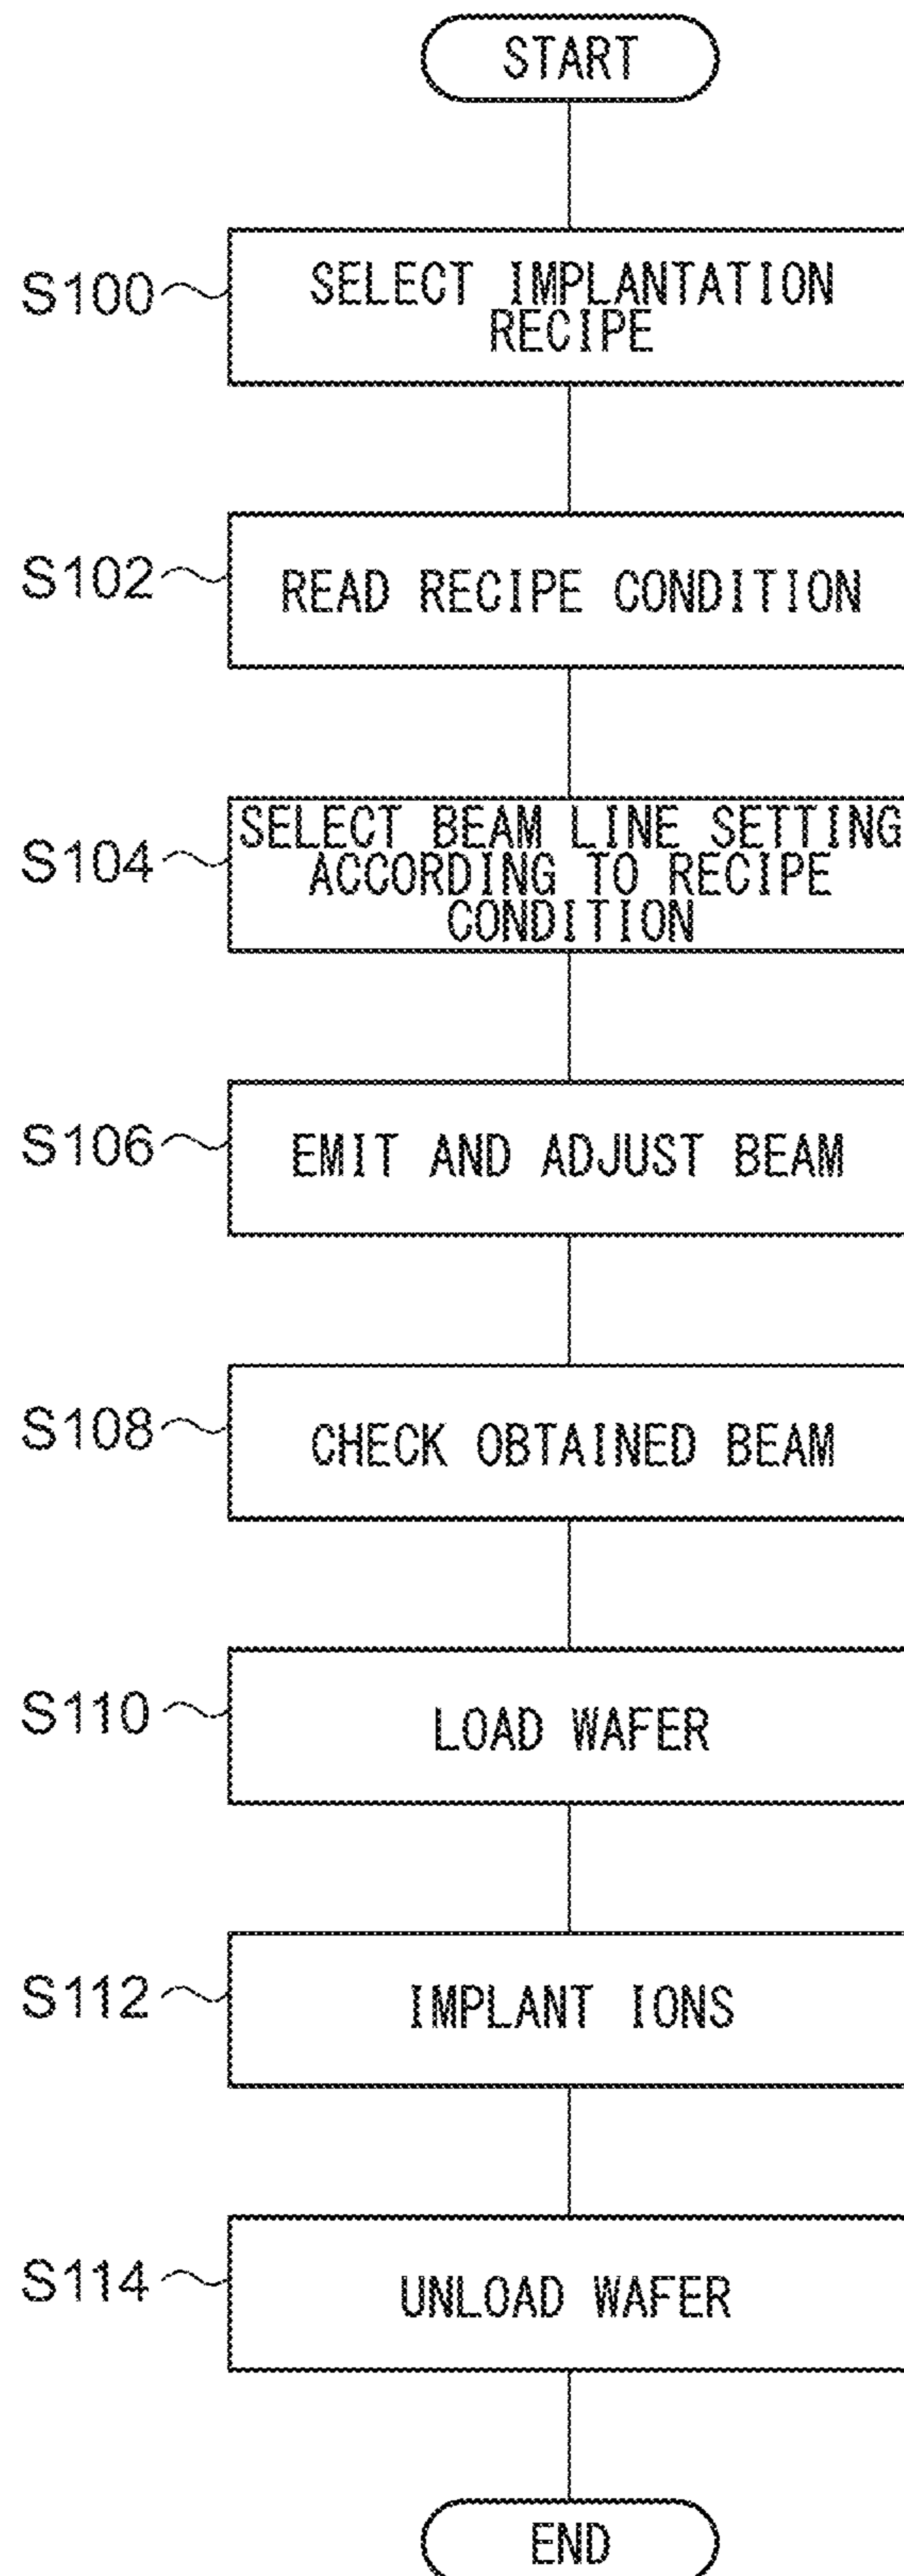 START
S100
SELECT IMPLANTATION
RECIPE
S102
READ RECIPE CONDITION
S104
SELECT BEAM LINE SETTING
ACCORDING TO RECIPE
CONDITION
S106
EMIT AND ADJUST BEAM
S108
CHECK OBTAINED BEAM
S110
LOAD WAFER
S112
IMPLANT IONS
S114
UNLOAD WAFER
END